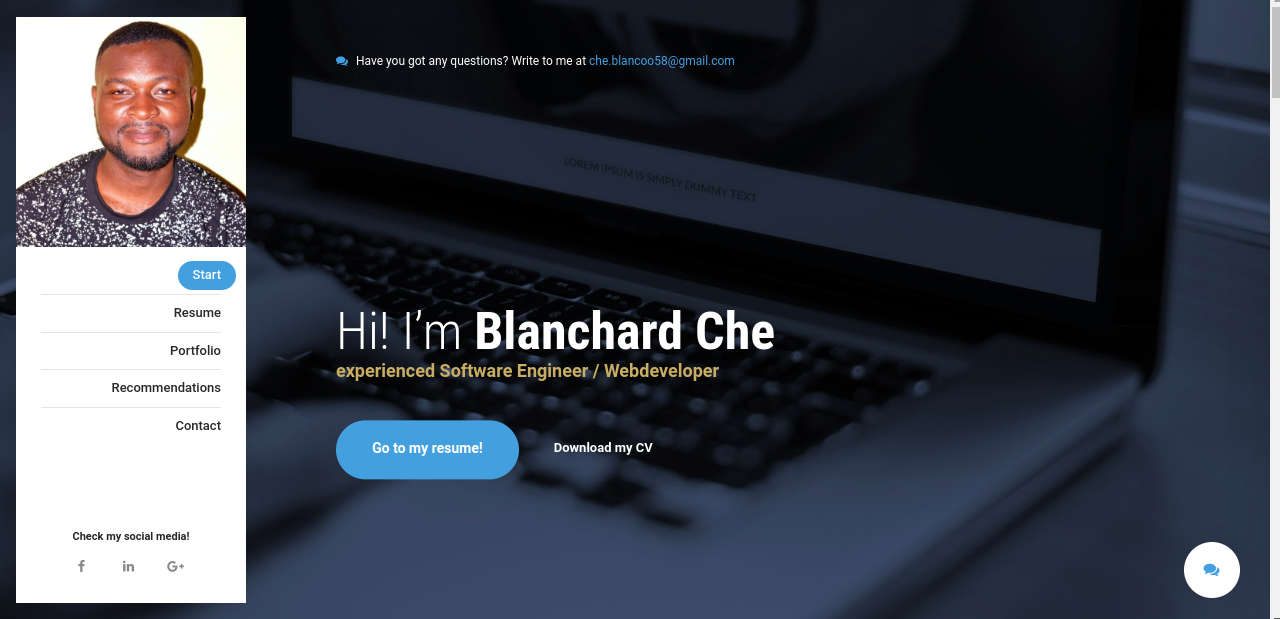 Have you got any questions? Write to me at che.blancoo58@gmail.com
LOREM IPSUM IS SIMPLY DUMMY TEXT
Start
Resume
Portfolio
Recommendations
Contact
Hi! I’m Blanchard Che
experienced Software Engineer / Webdeveloper
Go to my resume! Download my CV
Check my social media!
f in G+